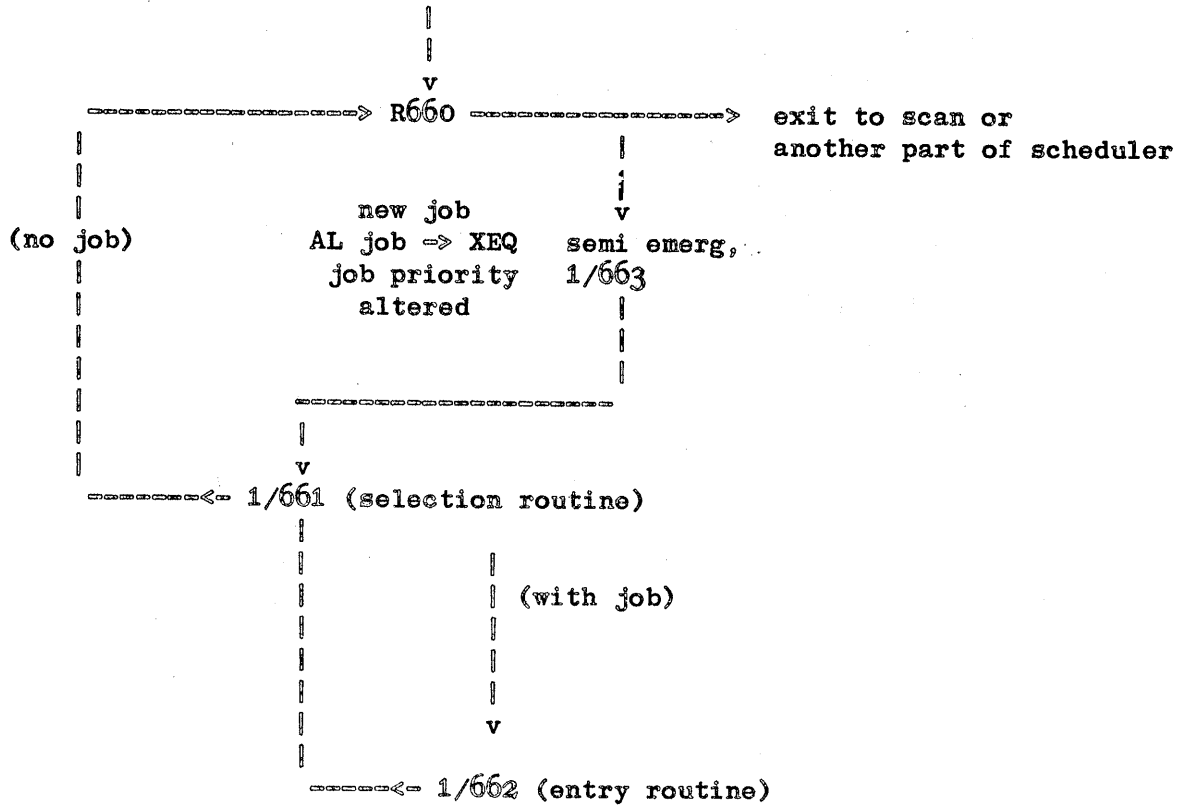 v
R660
exit to scan or
another part of scheduler
new job
v
(no job)
AL job => XEQ
semi emerg,
job priority
1/663
altered
v
1/661 (selection routine)
(with job)
v
1/662 (entry routine)